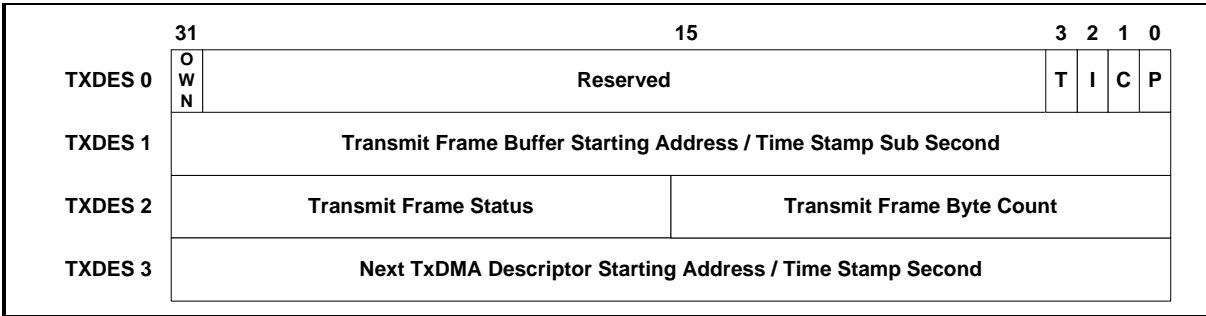 31 15 3 2 1 0
TXDES 0 O W N Reserved T I C P
TXDES 1 Transmit Frame Buffer Starting Address / Time Stamp Sub Second
TXDES 2 Transmit Frame Status Transmit Frame Byte Count
TXDES 3 Next TxDMA Descriptor Starting Address / Time Stamp Second